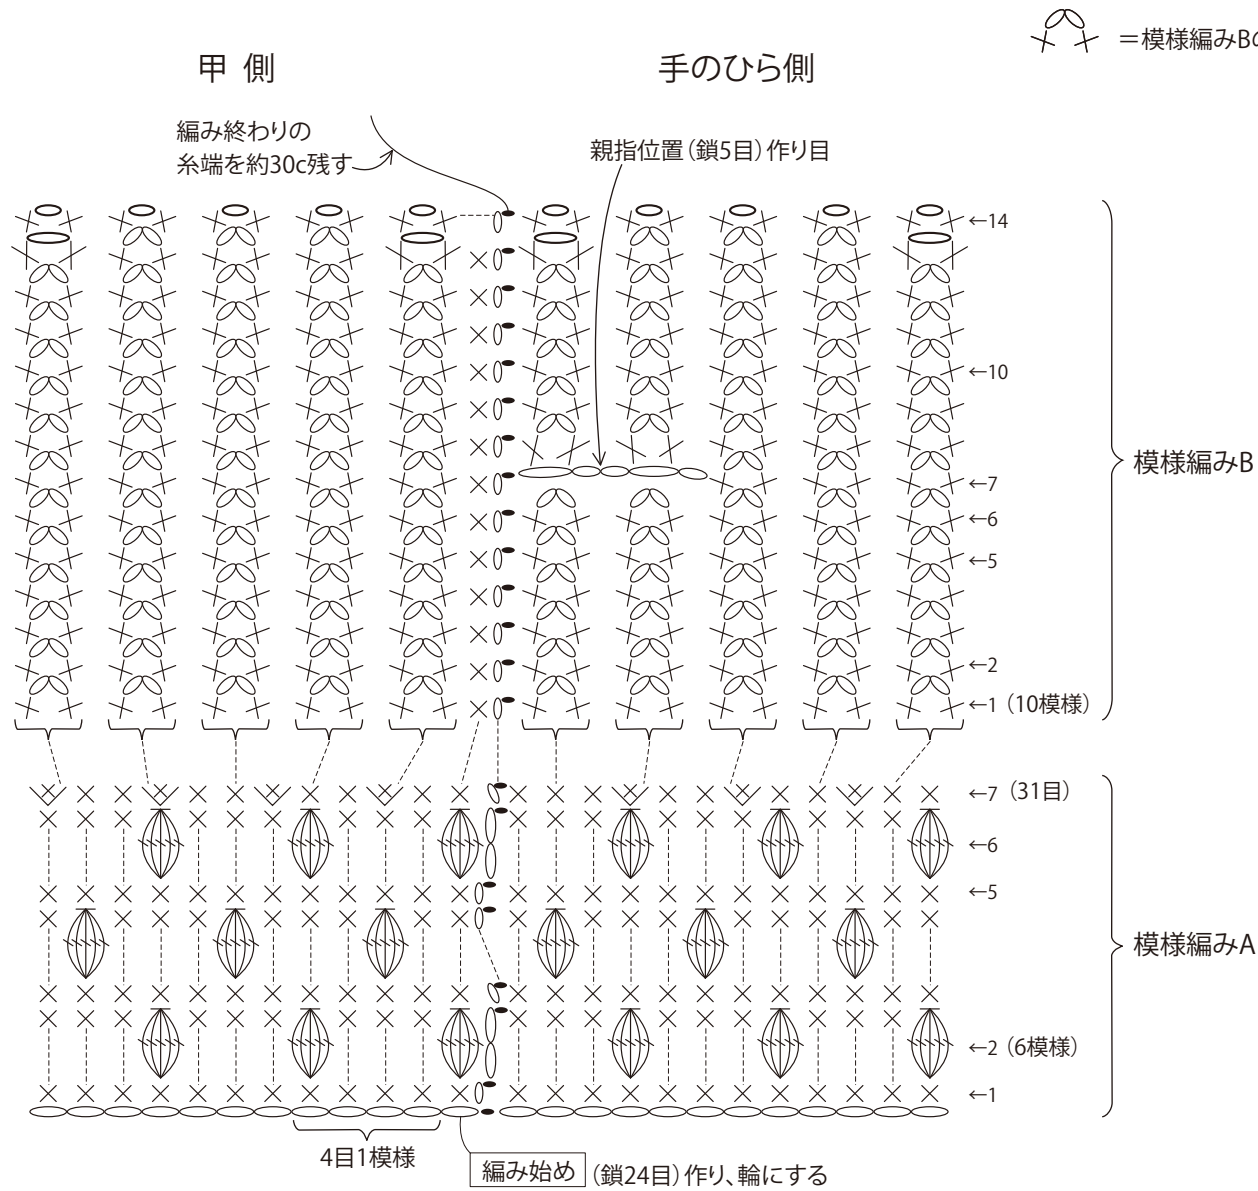 ＝模様編みBの
甲 側
手のひら側
編み終わりの
糸端を約30c残す
親指位置（鎖5目）作り目
←14
←10
←7
←6
←5
←2
←1（10模様）
模様編みB
←7（31目）
←6
←5
←2（6模様）
←1
模様編みA
4目1模様
編み始め（鎖24目）作り、輪にする